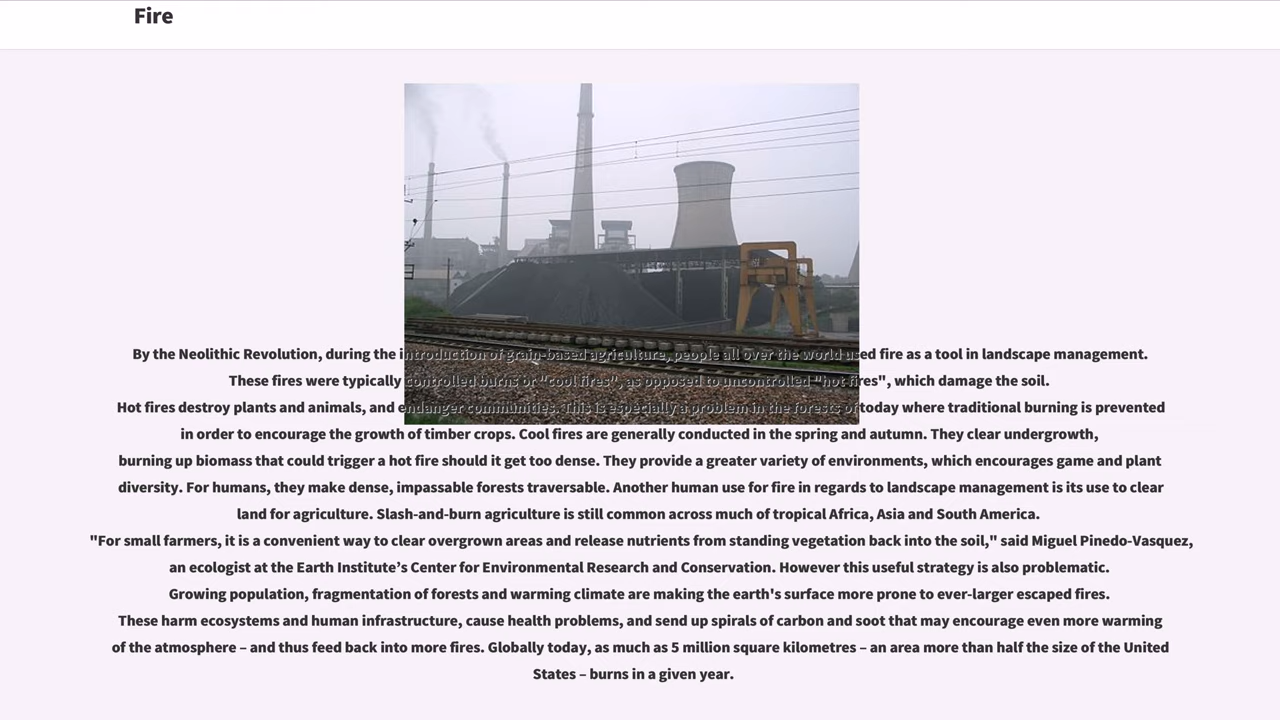 Fire
By the Neolithic Revolution, during the introduction of grain-based agriculture, people all over the world used fire as a tool in landscape management.
These fires were typically controlled burns or "cool fires", as opposed to uncontrolled "hot fires", which damage the soil.
Hot fires destroy plants and animals, and endanger communities. This is especially a problem in the forests of today where traditional burning is prevented
in order to encourage the growth of timber crops. Cool fires are generally conducted in the spring and autumn. They clear undergrowth,
burning up biomass that could trigger a hot fire should it get too dense. They provide a greater variety of environments, which encourages game and plant
diversity. For humans, they make dense, impassable forests traversable. Another human use for fire in regards to landscape management is its use to clear
land for agriculture. Slash-and-burn agriculture is still common across much of tropical Africa, Asia and South America.
"For small farmers, it is a convenient way to clear overgrown areas and release nutrients from standing vegetation back into the soil," said Miguel Pinedo-Vasquez,
an ecologist at the Earth Institute’s Center for Environmental Research and Conservation. However this useful strategy is also problematic.
Growing population, fragmentation of forests and warming climate are making the earth's surface more prone to ever-larger escaped fires.
These harm ecosystems and human infrastructure, cause health problems, and send up spirals of carbon and soot that may encourage even more warming
of the atmosphere – and thus feed back into more fires. Globally today, as much as 5 million square kilometres – an area more than half the size of the United
States – burns in a given year.